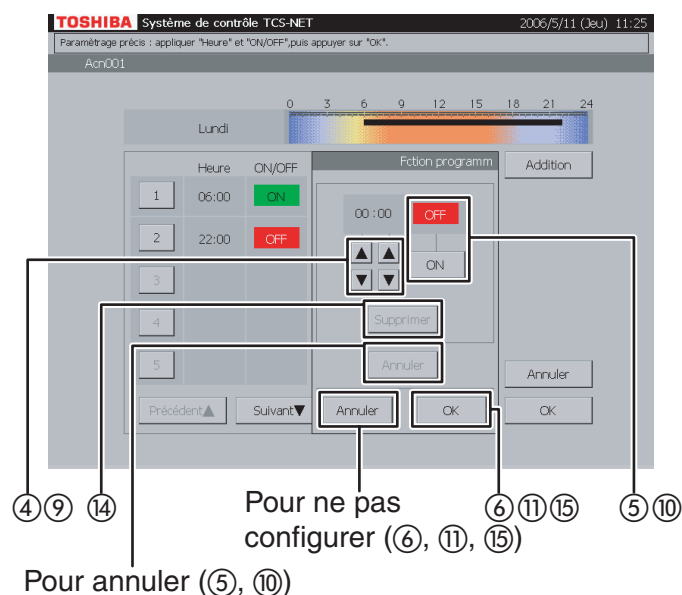 TOSHIBA Système de contrôle TCS-NET 2006/5/11 (Jeu) 11:25
Paramètrage précis : appliquer "Heure" et "ON/OFF",puis appuyer sur "OK".
Acn001
0 3 6 9 12 15 18 21 24
Lundi
Heure ON/OFF Fction programm Addition
1 06:00 ON
00 :00 OFF
2 22:00 OFF
▲ ▲ ON
3 ▼ ▼
4 Supprimer
5 Annuler Annuler
Précédent▲ Suivant▼ Annuler OK OK
④⑨ ⑭ Pour ne pas ⑥⑪⑮ ⑤⑩
configurer (⑥, ⑪, ⑮)
Pour annuler (⑤, ⑩)